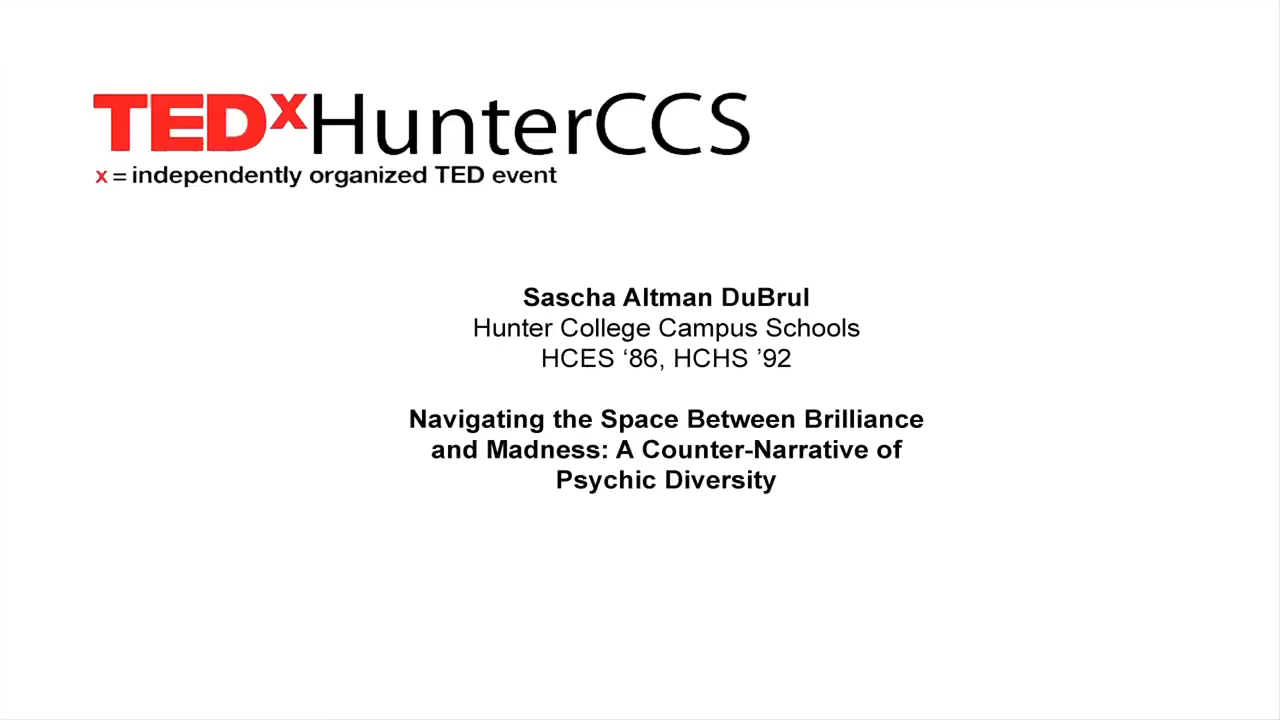 TEDxHunterCCS
x = independently organized TED event
Sascha Altman DuBrul
Hunter College Campus Schools
HCES ‘86, HCHS ’92
Navigating the Space Between Brilliance
and Madness: A Counter-Narrative of
Psychic Diversity